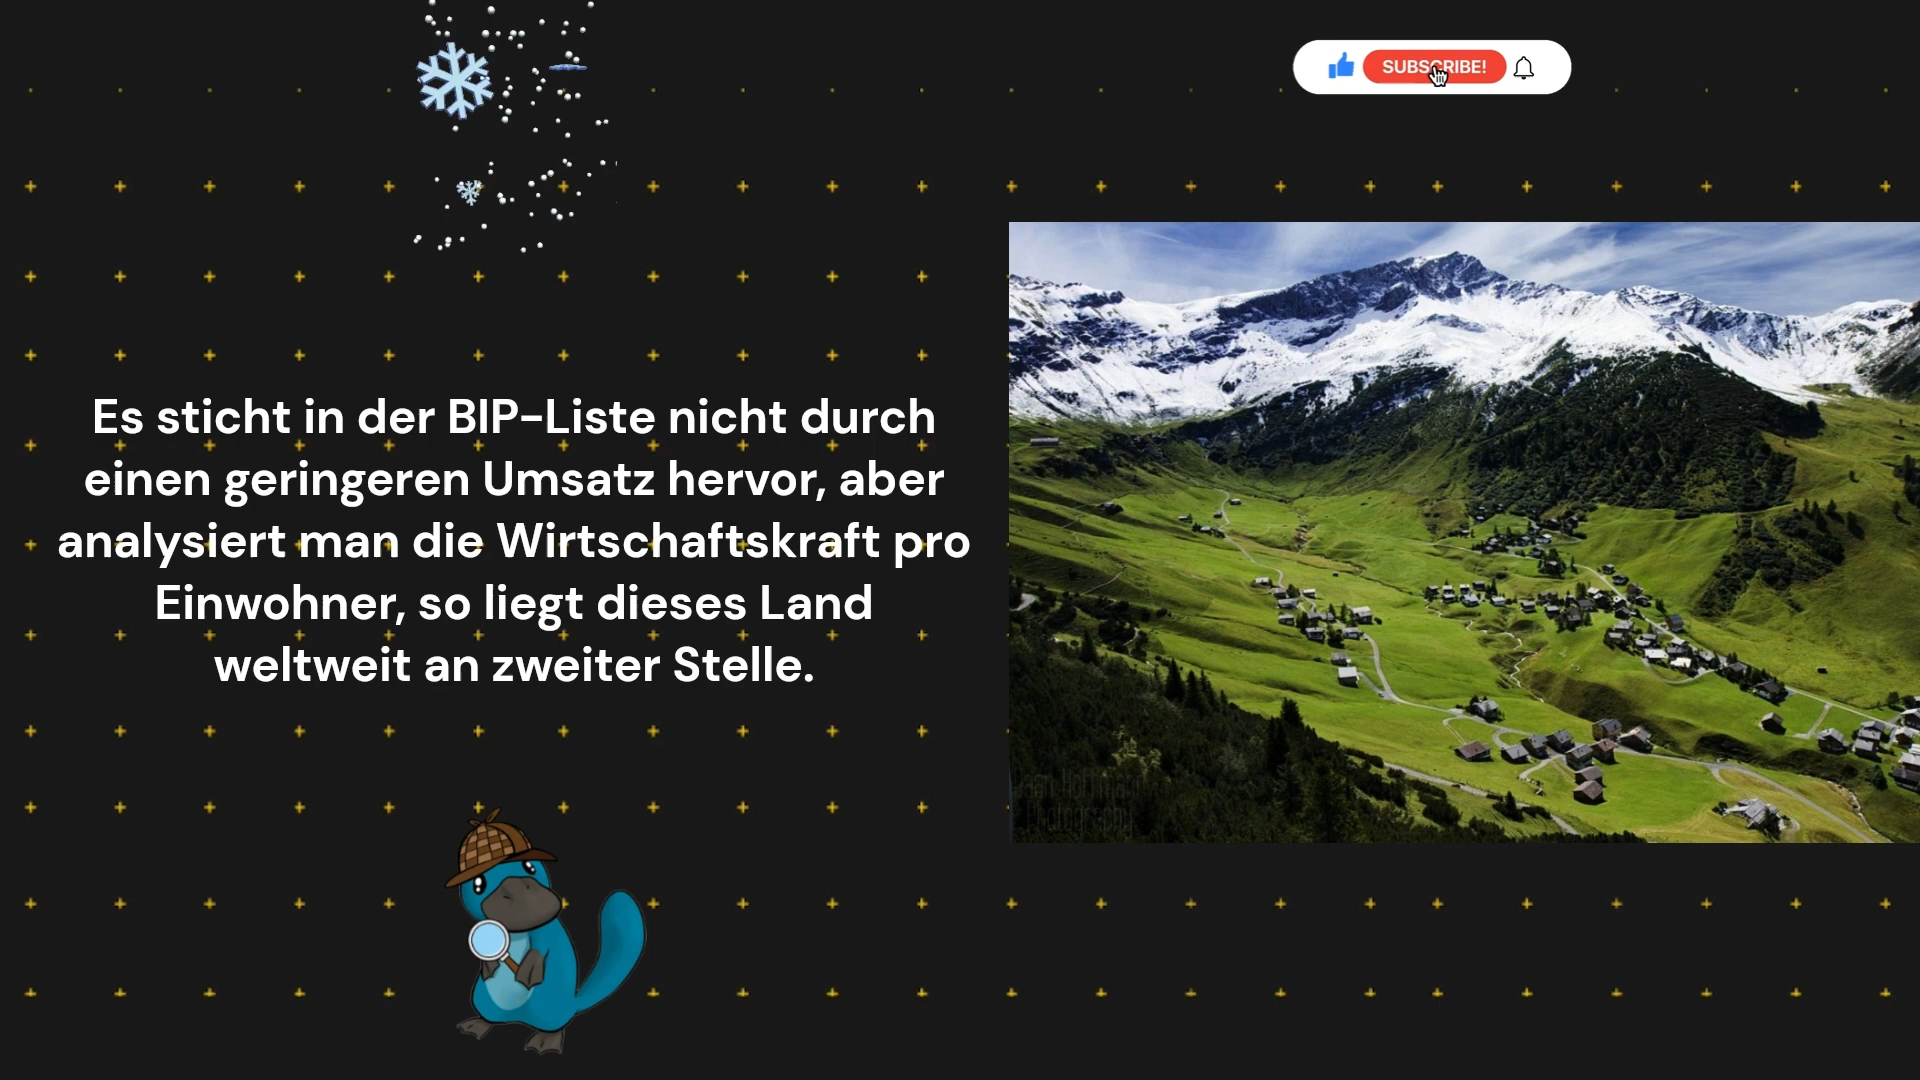 SUBSCRIBE!
Es sticht in der BIP-Liste nicht durch
einen geringeren Umsatz hervor, aber
analysiert man die Wirtschaftskraft pro
Einwohner, so liegt dieses Land
weltweit an zweiter Stelle.
Photography